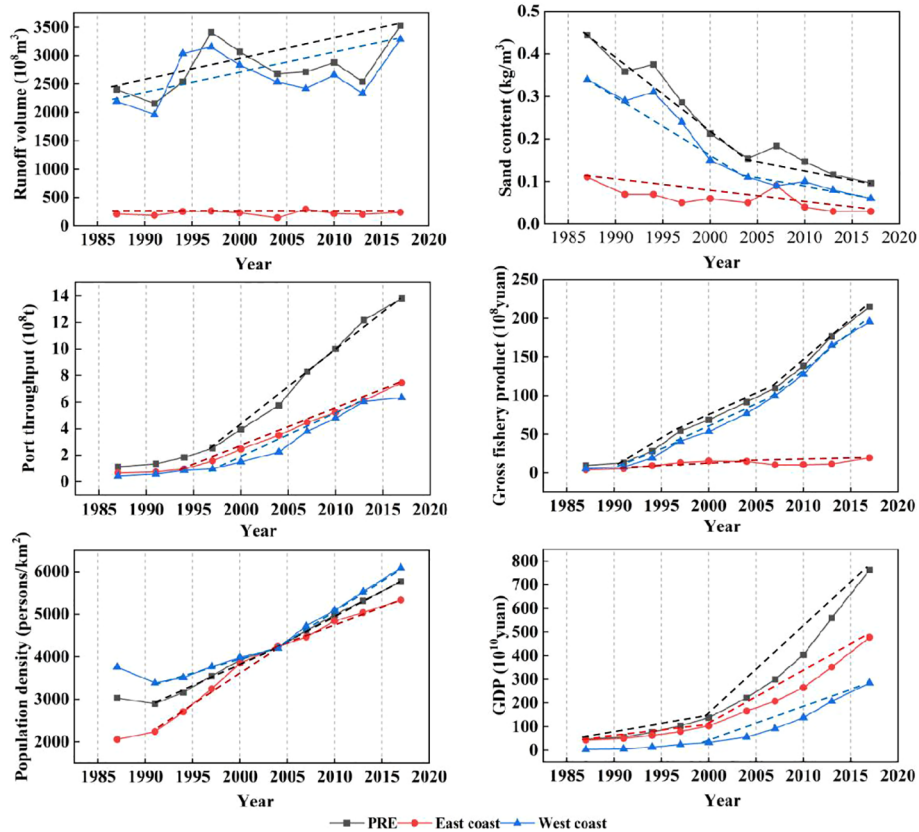 Runoff volume (10⁸m³)
3500
3000
2500
2000
1500
1000
500
0
1985 1990 1995 2000 2005 2010 2015 2020
Year
Sand content (kg/m³)
0.5
0.4
0.3
0.2
0.1
0.0
1985 1990 1995 2000 2005 2010 2015 2020
Year
Port throughput (10⁸t)
14
12
10
8
6
4
2
0
1985 1990 1995 2000 2005 2010 2015 2020
Year
Gross fishery product (10⁸yuan)
250
200
150
100
50
0
1985 1990 1995 2000 2005 2010 2015 2020
Year
Population density (persons/km²)
6000
5000
4000
3000
2000
1985 1990 1995 2000 2005 2010 2015 2020
Year
GDP (10¹⁰yuan)
800
700
600
500
400
300
200
100
0
1985 1990 1995 2000 2005 2010 2015 2020
Year
PRE East coast West coast